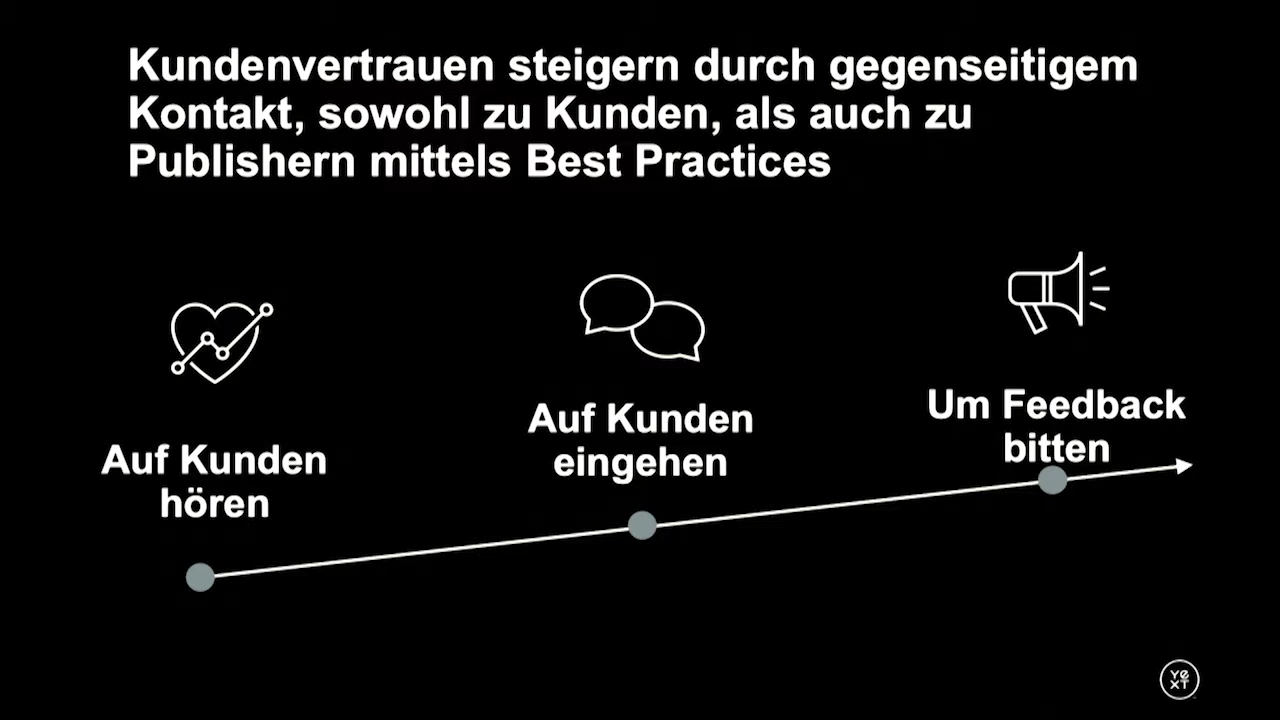 Kundenvertrauen steigern durch gegenseitigem
Kontakt, sowohl zu Kunden, als auch zu
Publishern mittels Best Practices
Auf Kunden
hören
Auf Kunden
eingehen
Um Feedback
bitten
yext